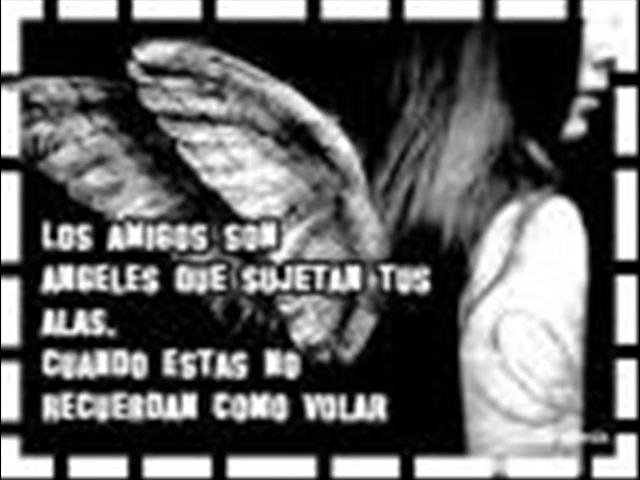 LOS AMIGOS SON
ANGELES QUE SUJETAN TUS
ALAS.
CUANDO ESTAS NO
RECUERDAN COMO VOLAR